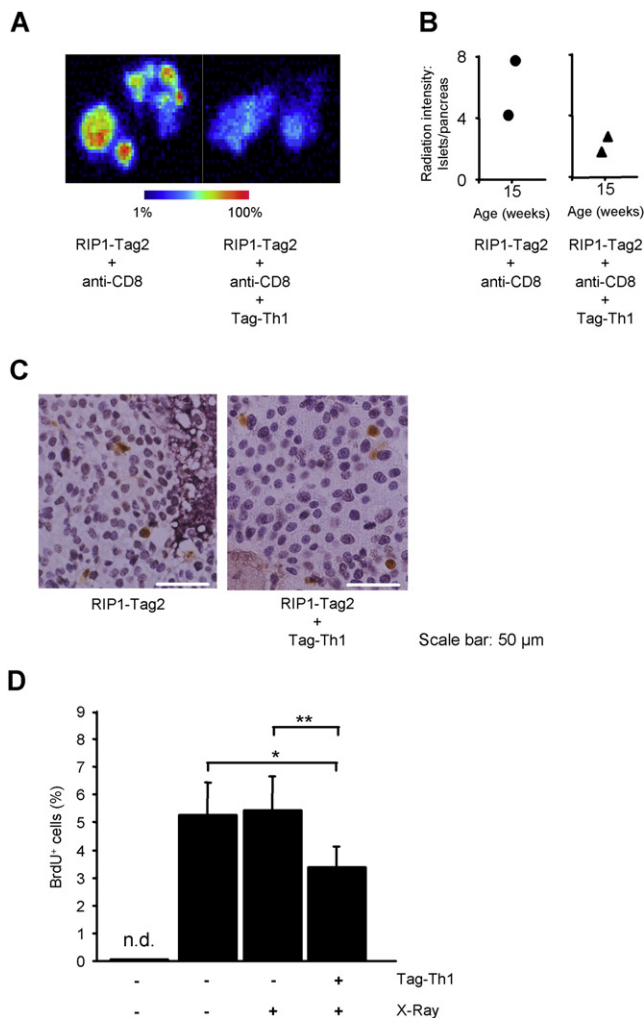 A
1% 100%
RIP1-Tag2
+
anti-CD8
RIP1-Tag2
+
anti-CD8
+
Tag-Th1
B
Radiation intensity:
Islets/pancreas
8
4
0
15
15
Age (weeks)
Age (weeks)
RIP1-Tag2
+
anti-CD8
RIP1-Tag2
+
anti-CD8
+
Tag-Th1
C
RIP1-Tag2
RIP1-Tag2
+
Tag-Th1
Scale bar: 50 µm
D
BrdU⁺ cells (%)
9
8
7
6
5
4
3
2
1
0
n.d.
*
**
- - - + Tag-Th1
- - + + X-Ray